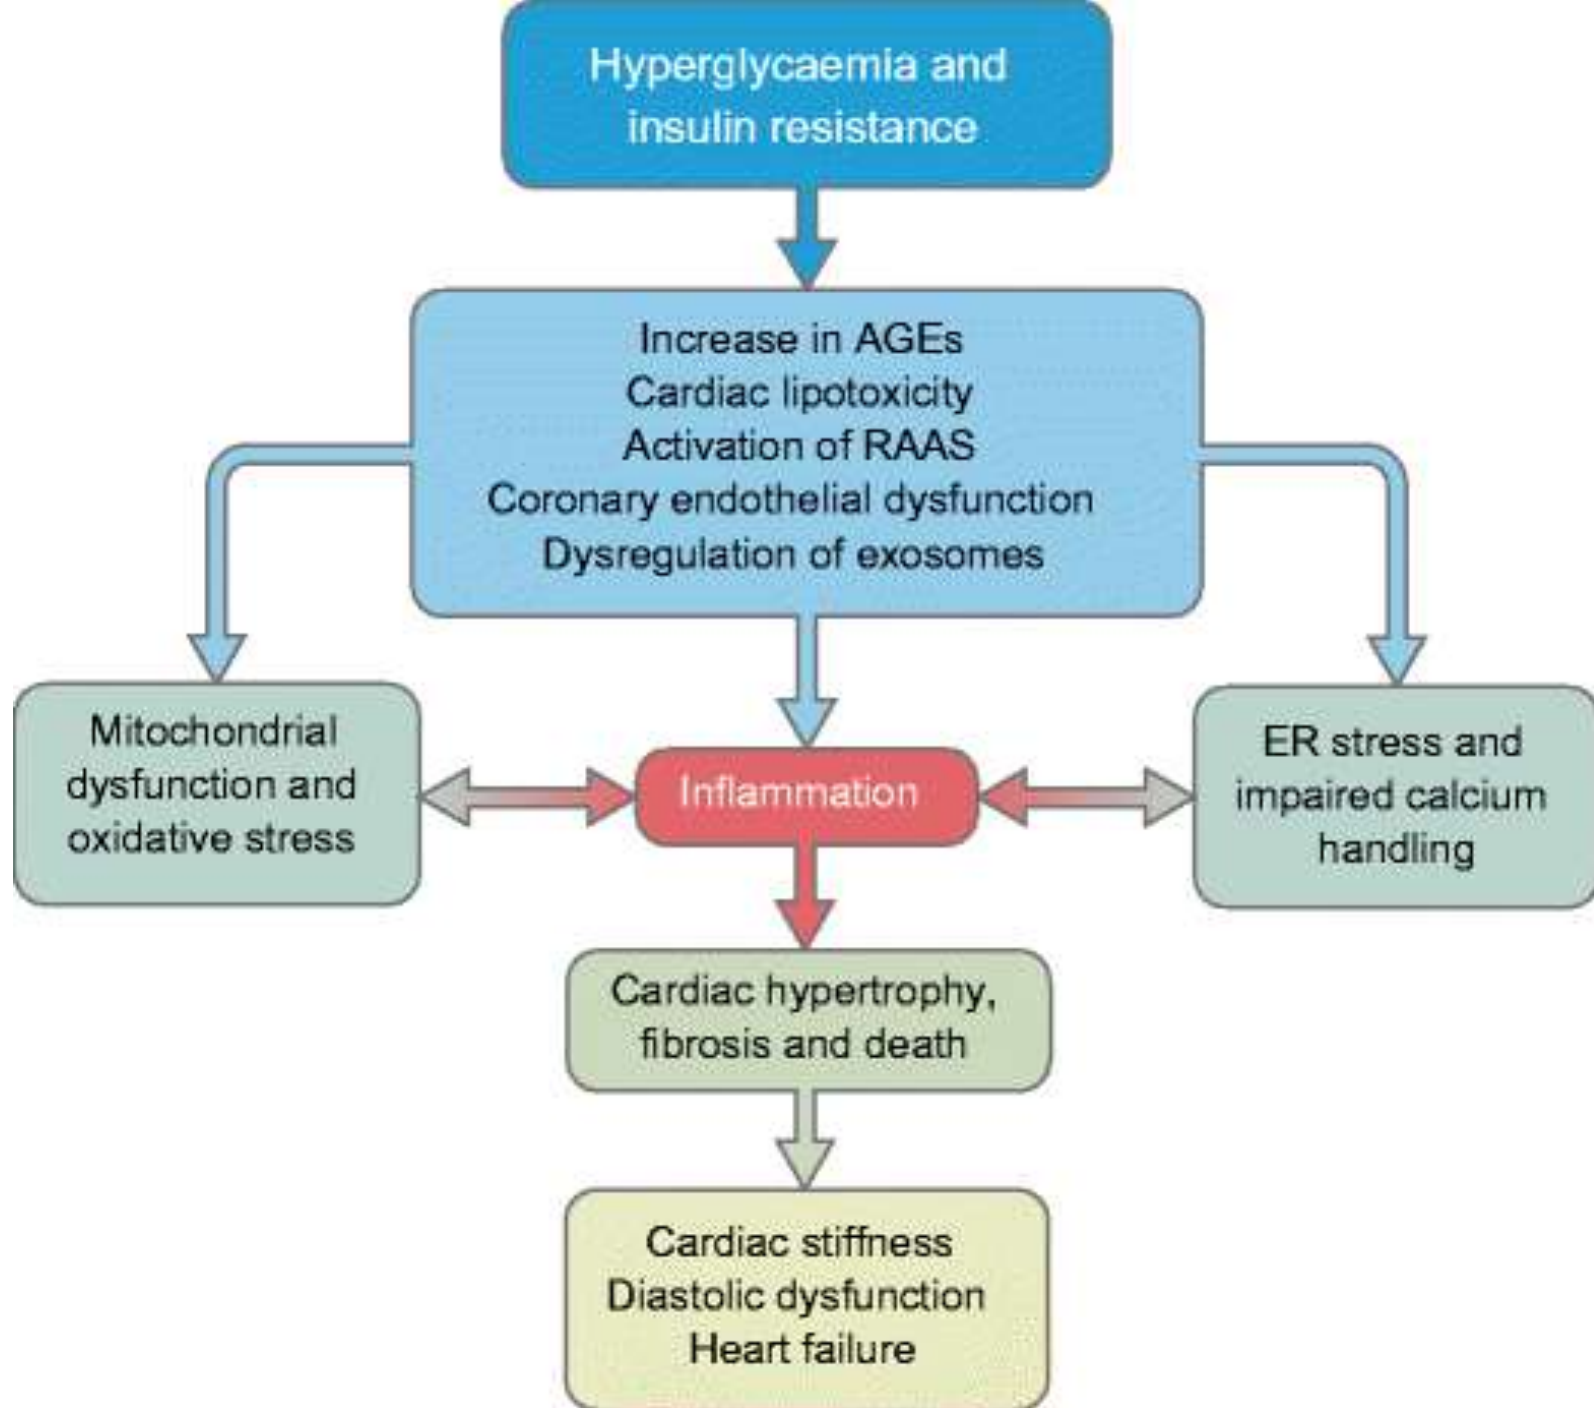 Hyperglycaemia and
insulin resistance
Increase in AGEs
Cardiac lipotoxicity
Activation of RAAS
Coronary endothelial dysfunction
Dysregulation of exosomes
Mitochondrial
dysfunction and
oxidative stress
Inflammation
ER stress and
impaired calcium
handling
Cardiac hypertrophy,
fibrosis and death
Cardiac stiffness
Diastolic dysfunction
Heart failure